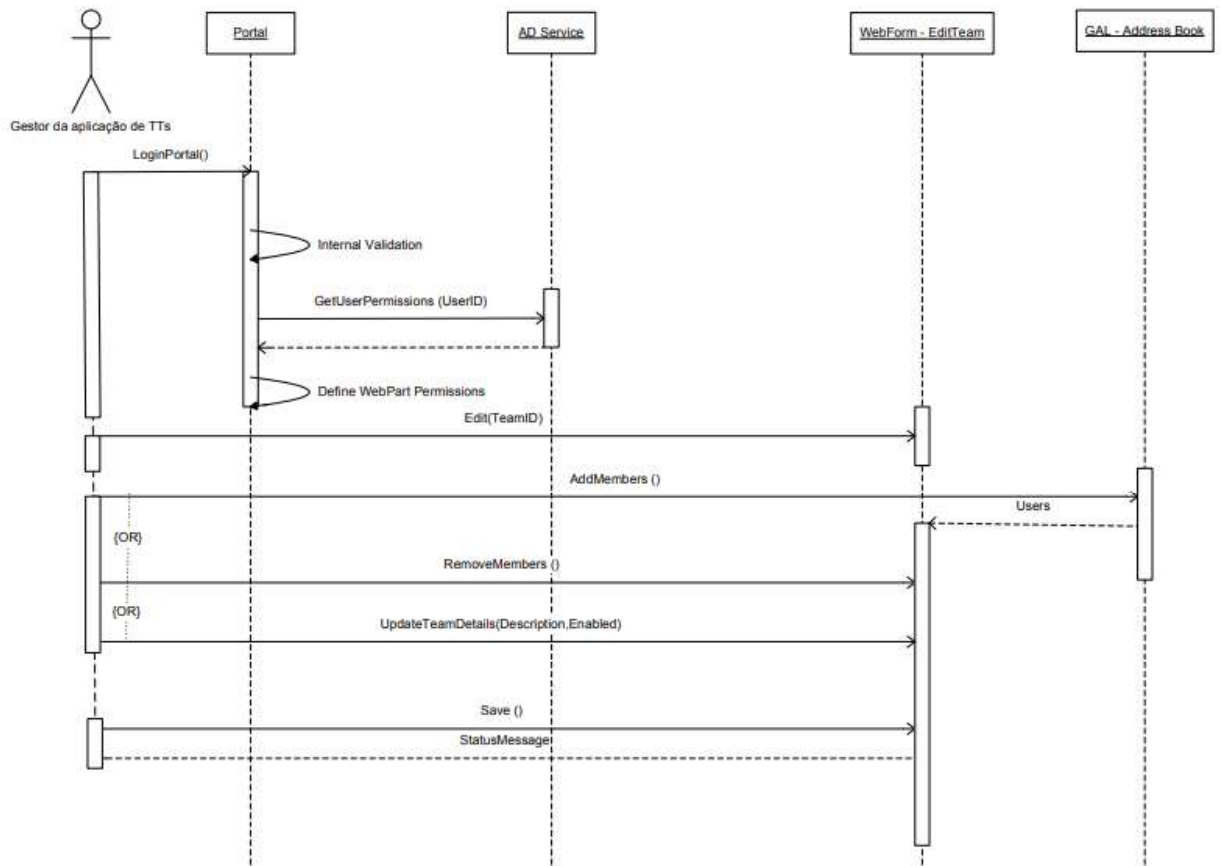 Portal
AD Service
WebForm - EditTeam
GAL - Address Book
Gestor da aplicação de TTs
LoginPortal()
Internal Validation
GetUserPermissions (UserID)
Define WebPart Permissions
Edit(TeamID)
AddMembers ()
Users
{OR}
RemoveMembers ()
{OR}
UpdateTeamDetails(Description,Enabled)
Save ()
StatusMessage